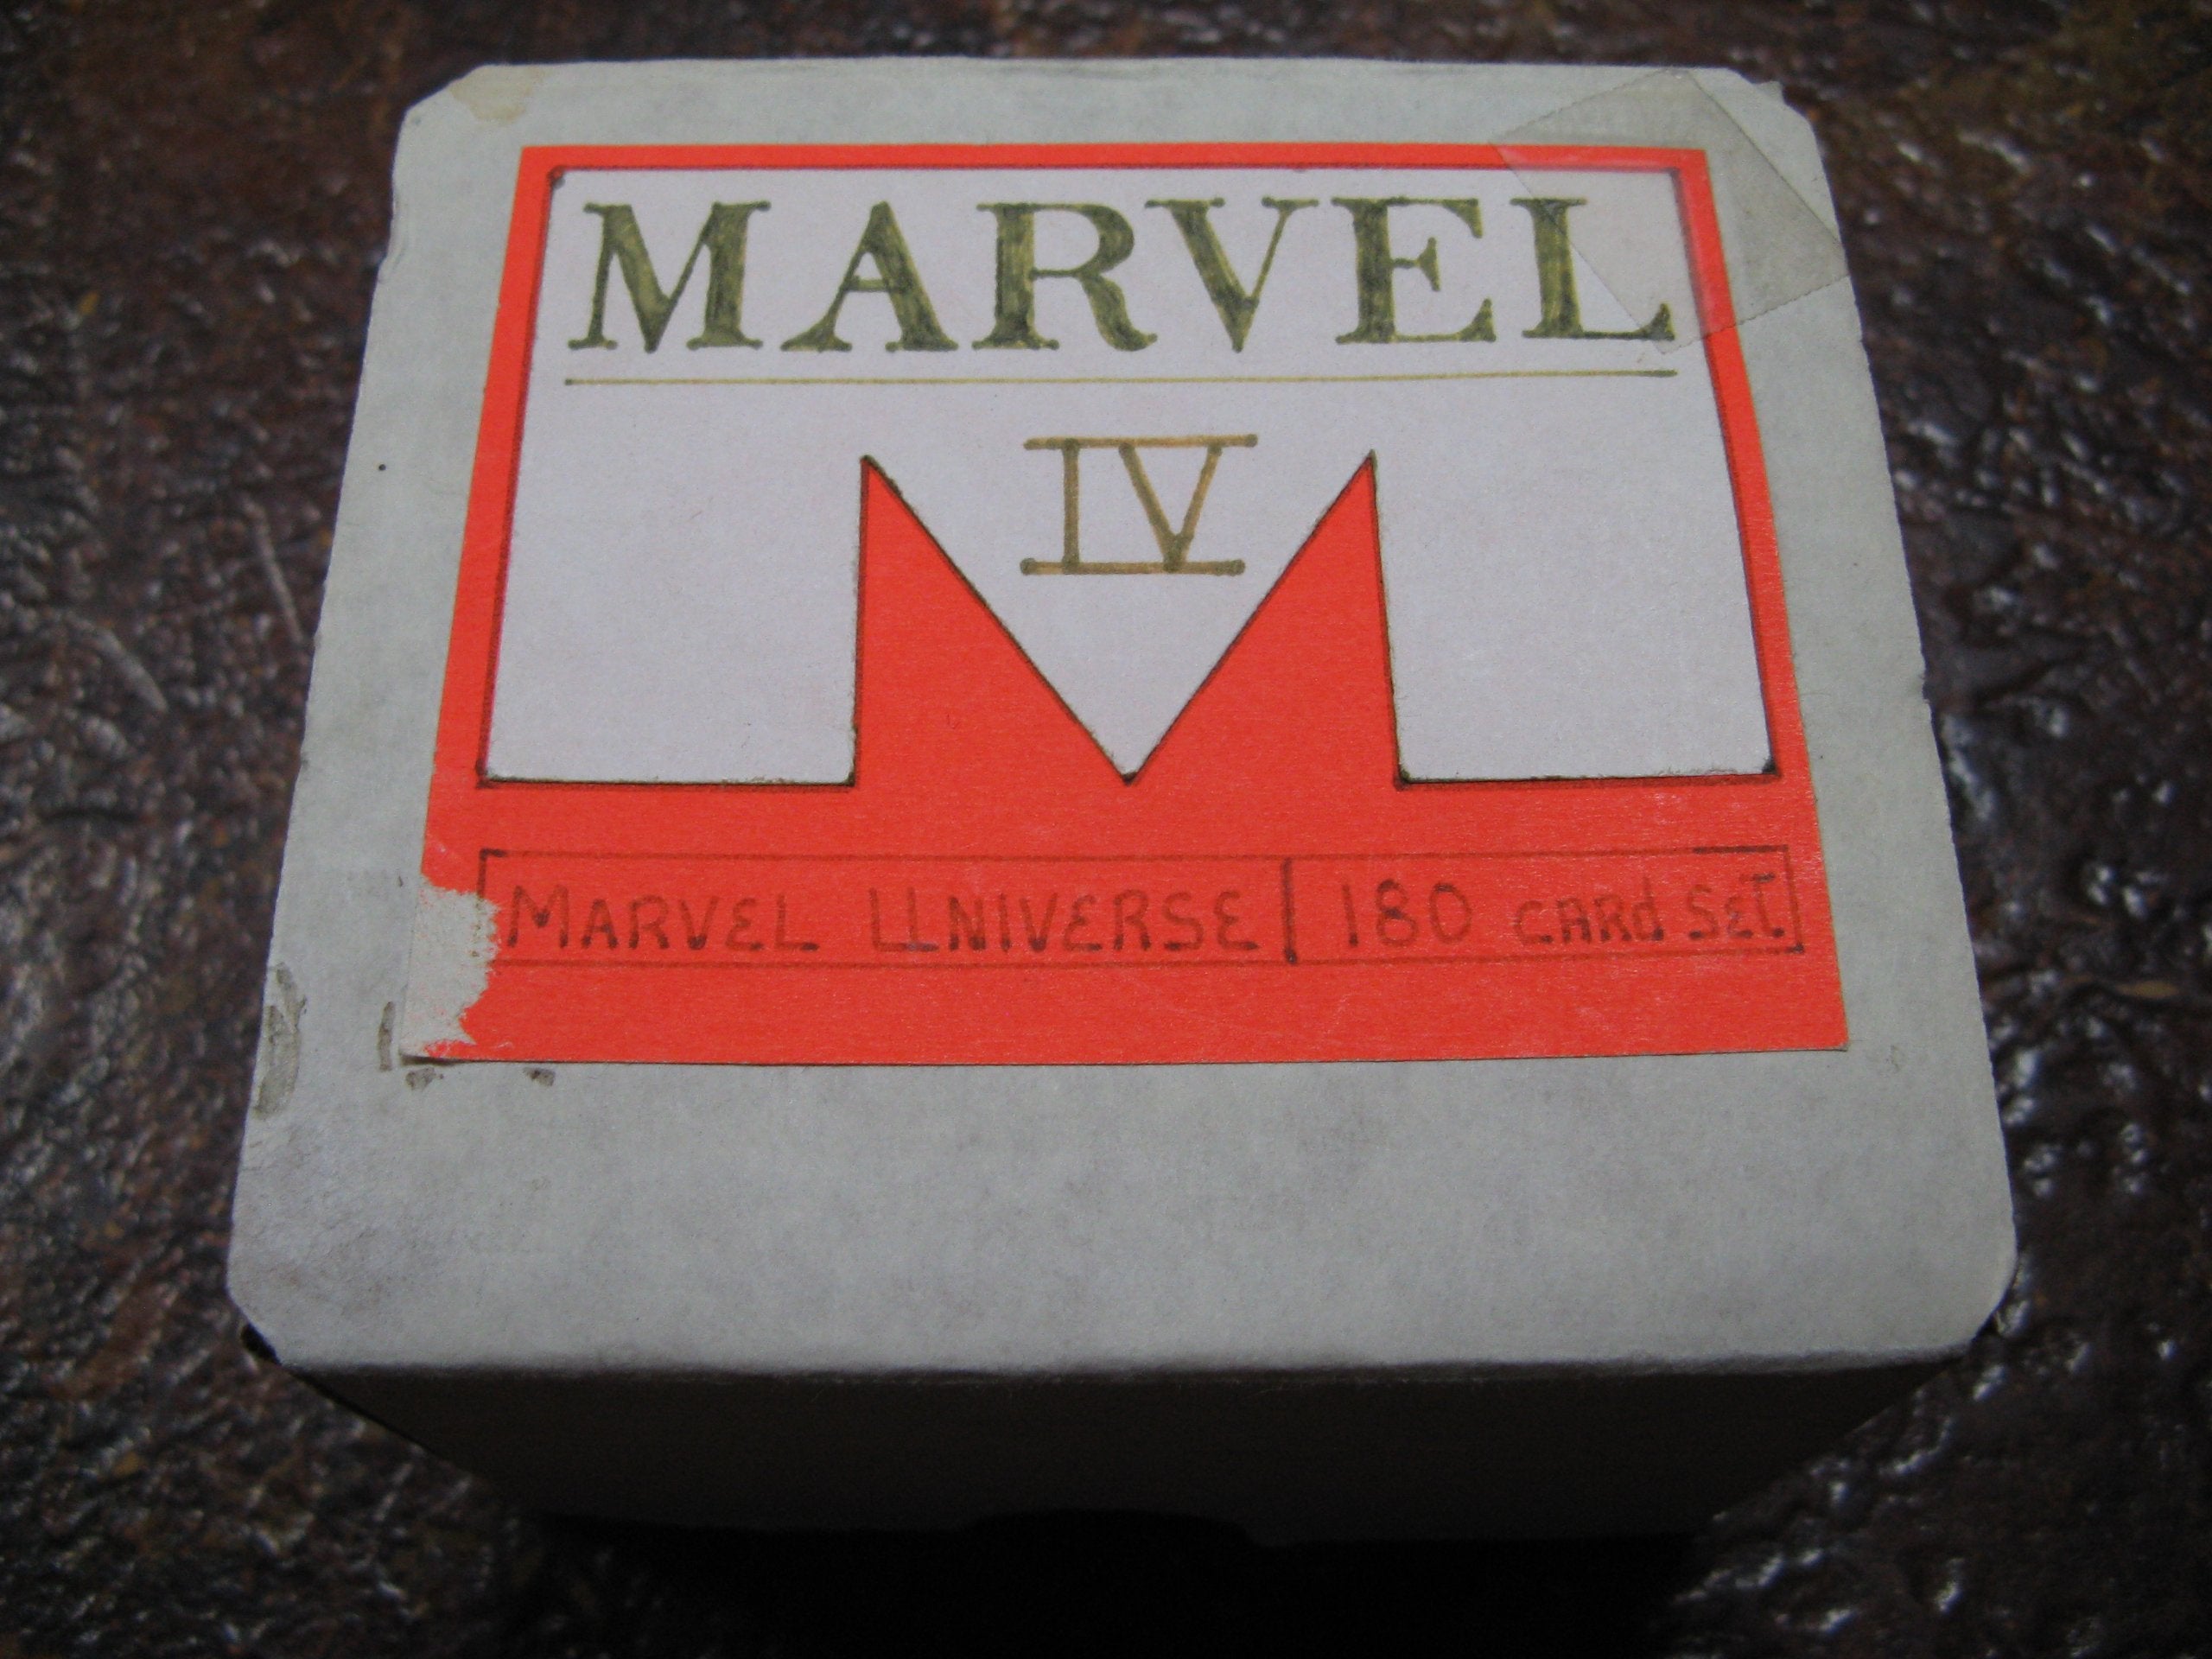 MARVEL
IV
MARVEL UNIVERSE | 180 CARd SET